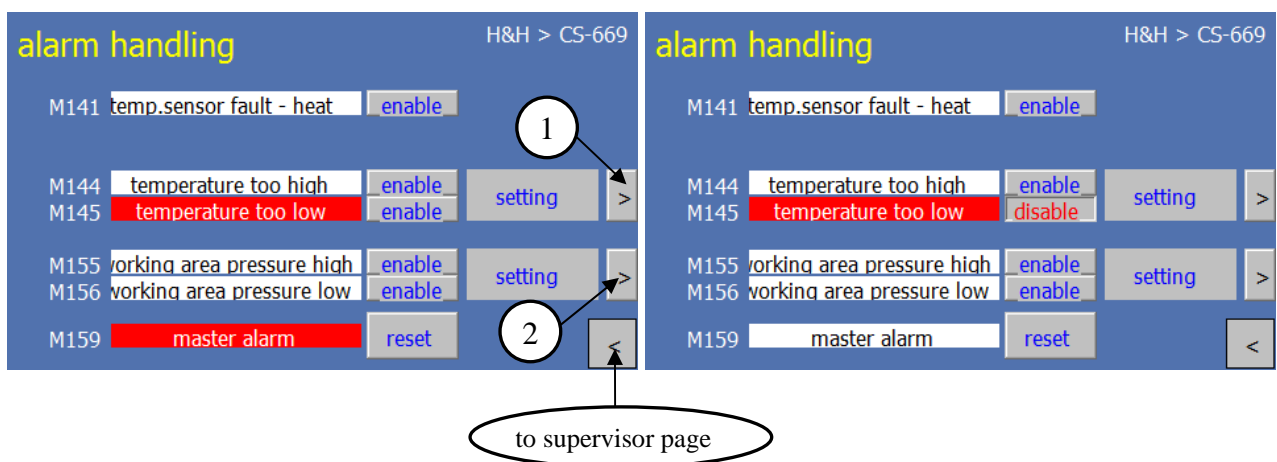 alarm handling
H&H > CS-669
M141 temp.sensor fault - heat enable
1
M144 temperature too high enable
setting >
M145 temperature too low enable
M155 working area pressure high enable
setting >
M156 working area pressure low enable
2
M159 master alarm reset
<
alarm handling
H&H > CS-669
M141 temp.sensor fault - heat enable
M144 temperature too high enable
setting >
M145 temperature too low disable
M155 working area pressure high enable
setting >
M156 working area pressure low enable
M159 master alarm reset
<
to supervisor page